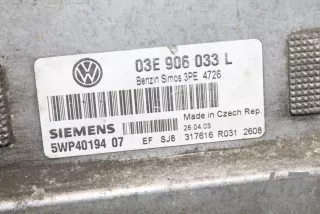 03E 906 033 L
Benzin Simos 3PE 4726
Made in Czech Rep.
SIEMENS
26.04.03
5WP40194 07
EF SJ8 317616 R031 2608